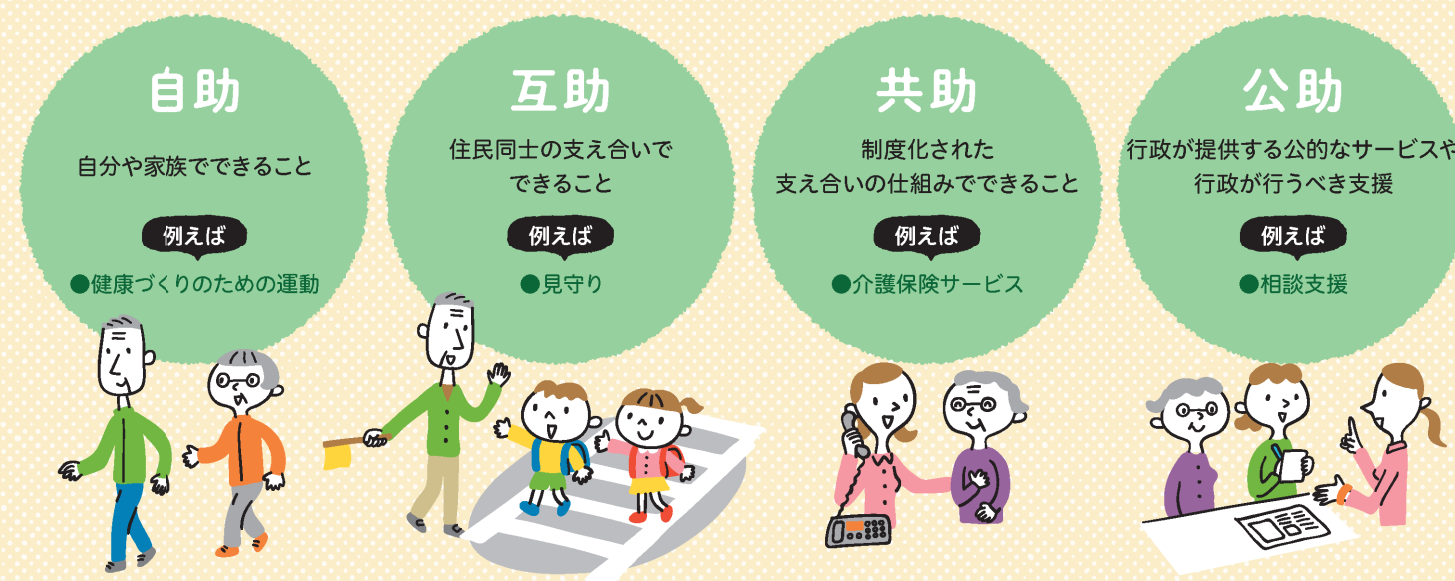 自助
自分や家族でできること
例えば
●健康づくりのための運動
互助
住民同士の支え合いで
できること
例えば
●見守り
共助
制度化された
支え合いの仕組みでできること
例えば
●介護保険サービス
公助
行政が提供する公的なサービスや
行政が行うべき支援
例えば
●相談支援